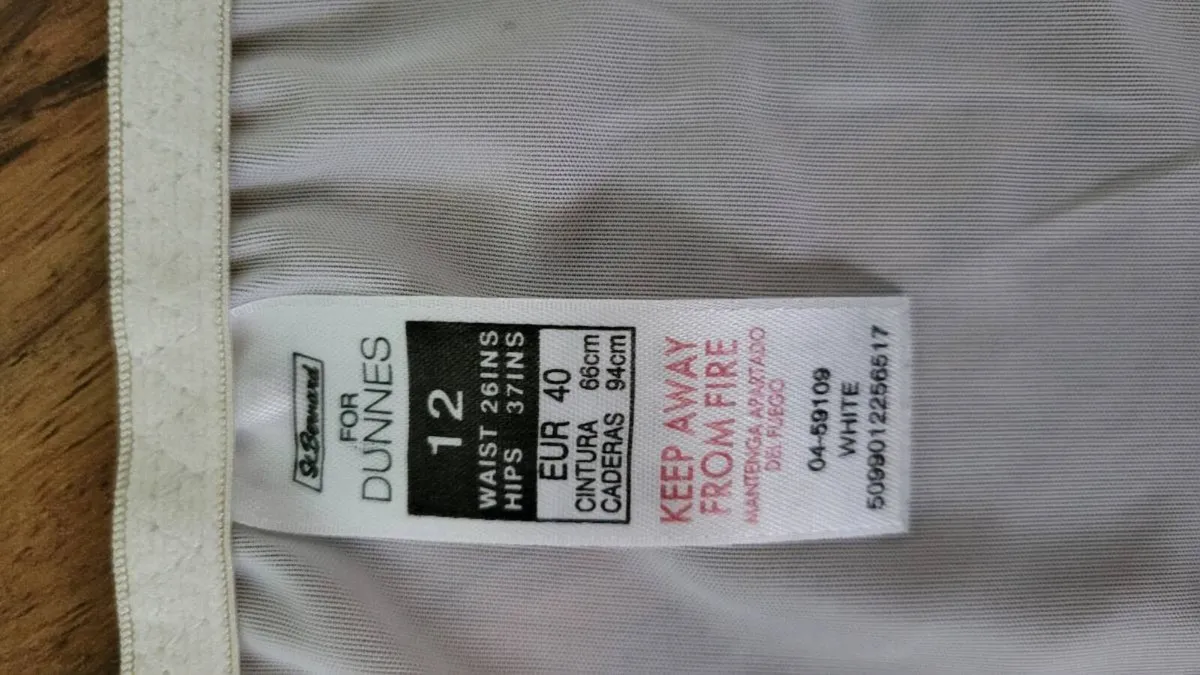 St Bernard
FOR
DUNNES
12
WAIST 26INS
HIPS 37INS
EUR 40
CINTURA 66cm
CADERAS 94cm
KEEP AWAY
FROM FIRE
MANTENGA APARTADO
DEL FUEGO
04-59109
WHITE
5099012256517